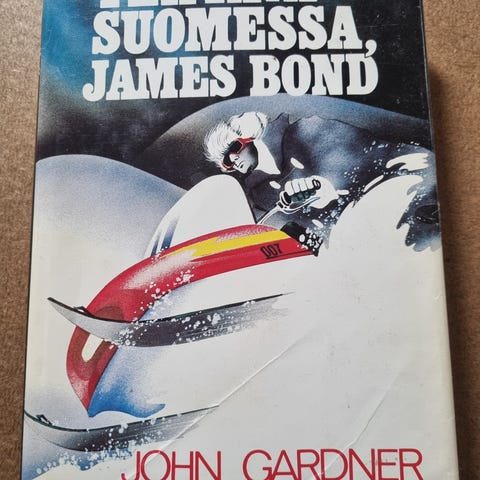 SUOMESSA,
JAMES BOND
007
JOHN GARDNER